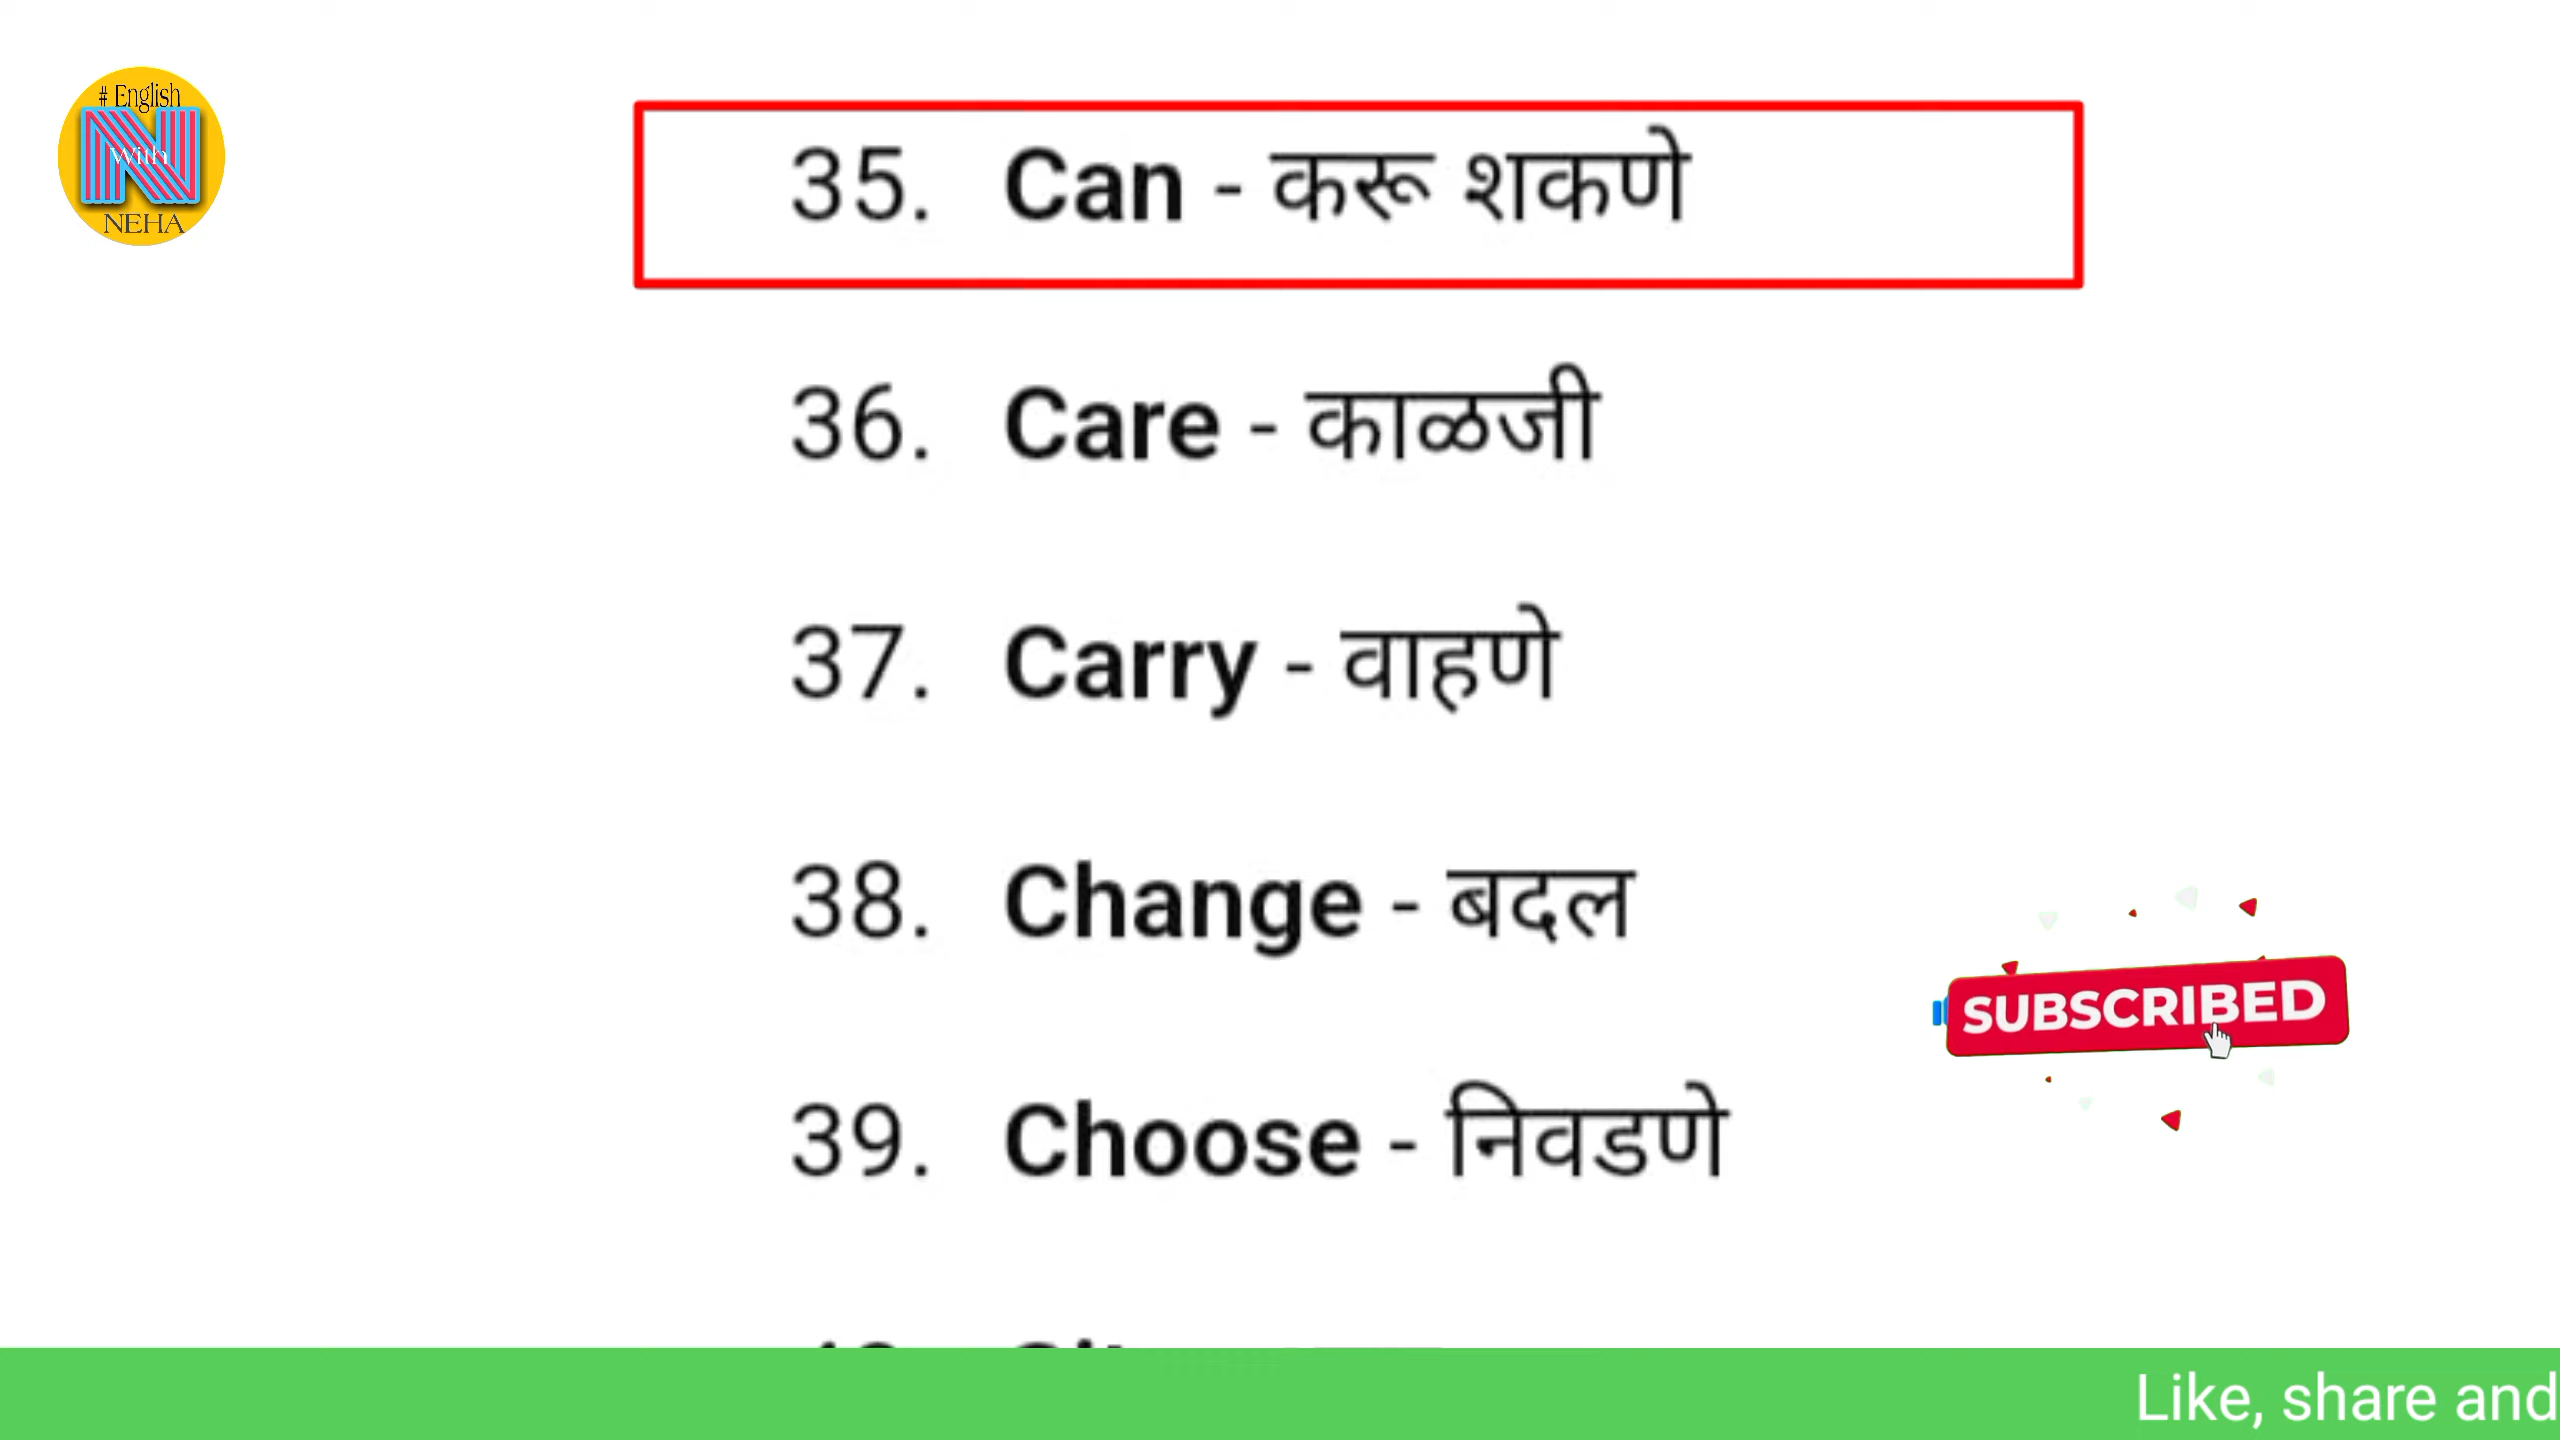 # English
With
NEHA
35. Can - करू शकणे
36. Care - काळजी
37. Carry - वाहणे
38. Change - बदल
39. Choose - निवडणे
SUBSCRIBED
Like, share and